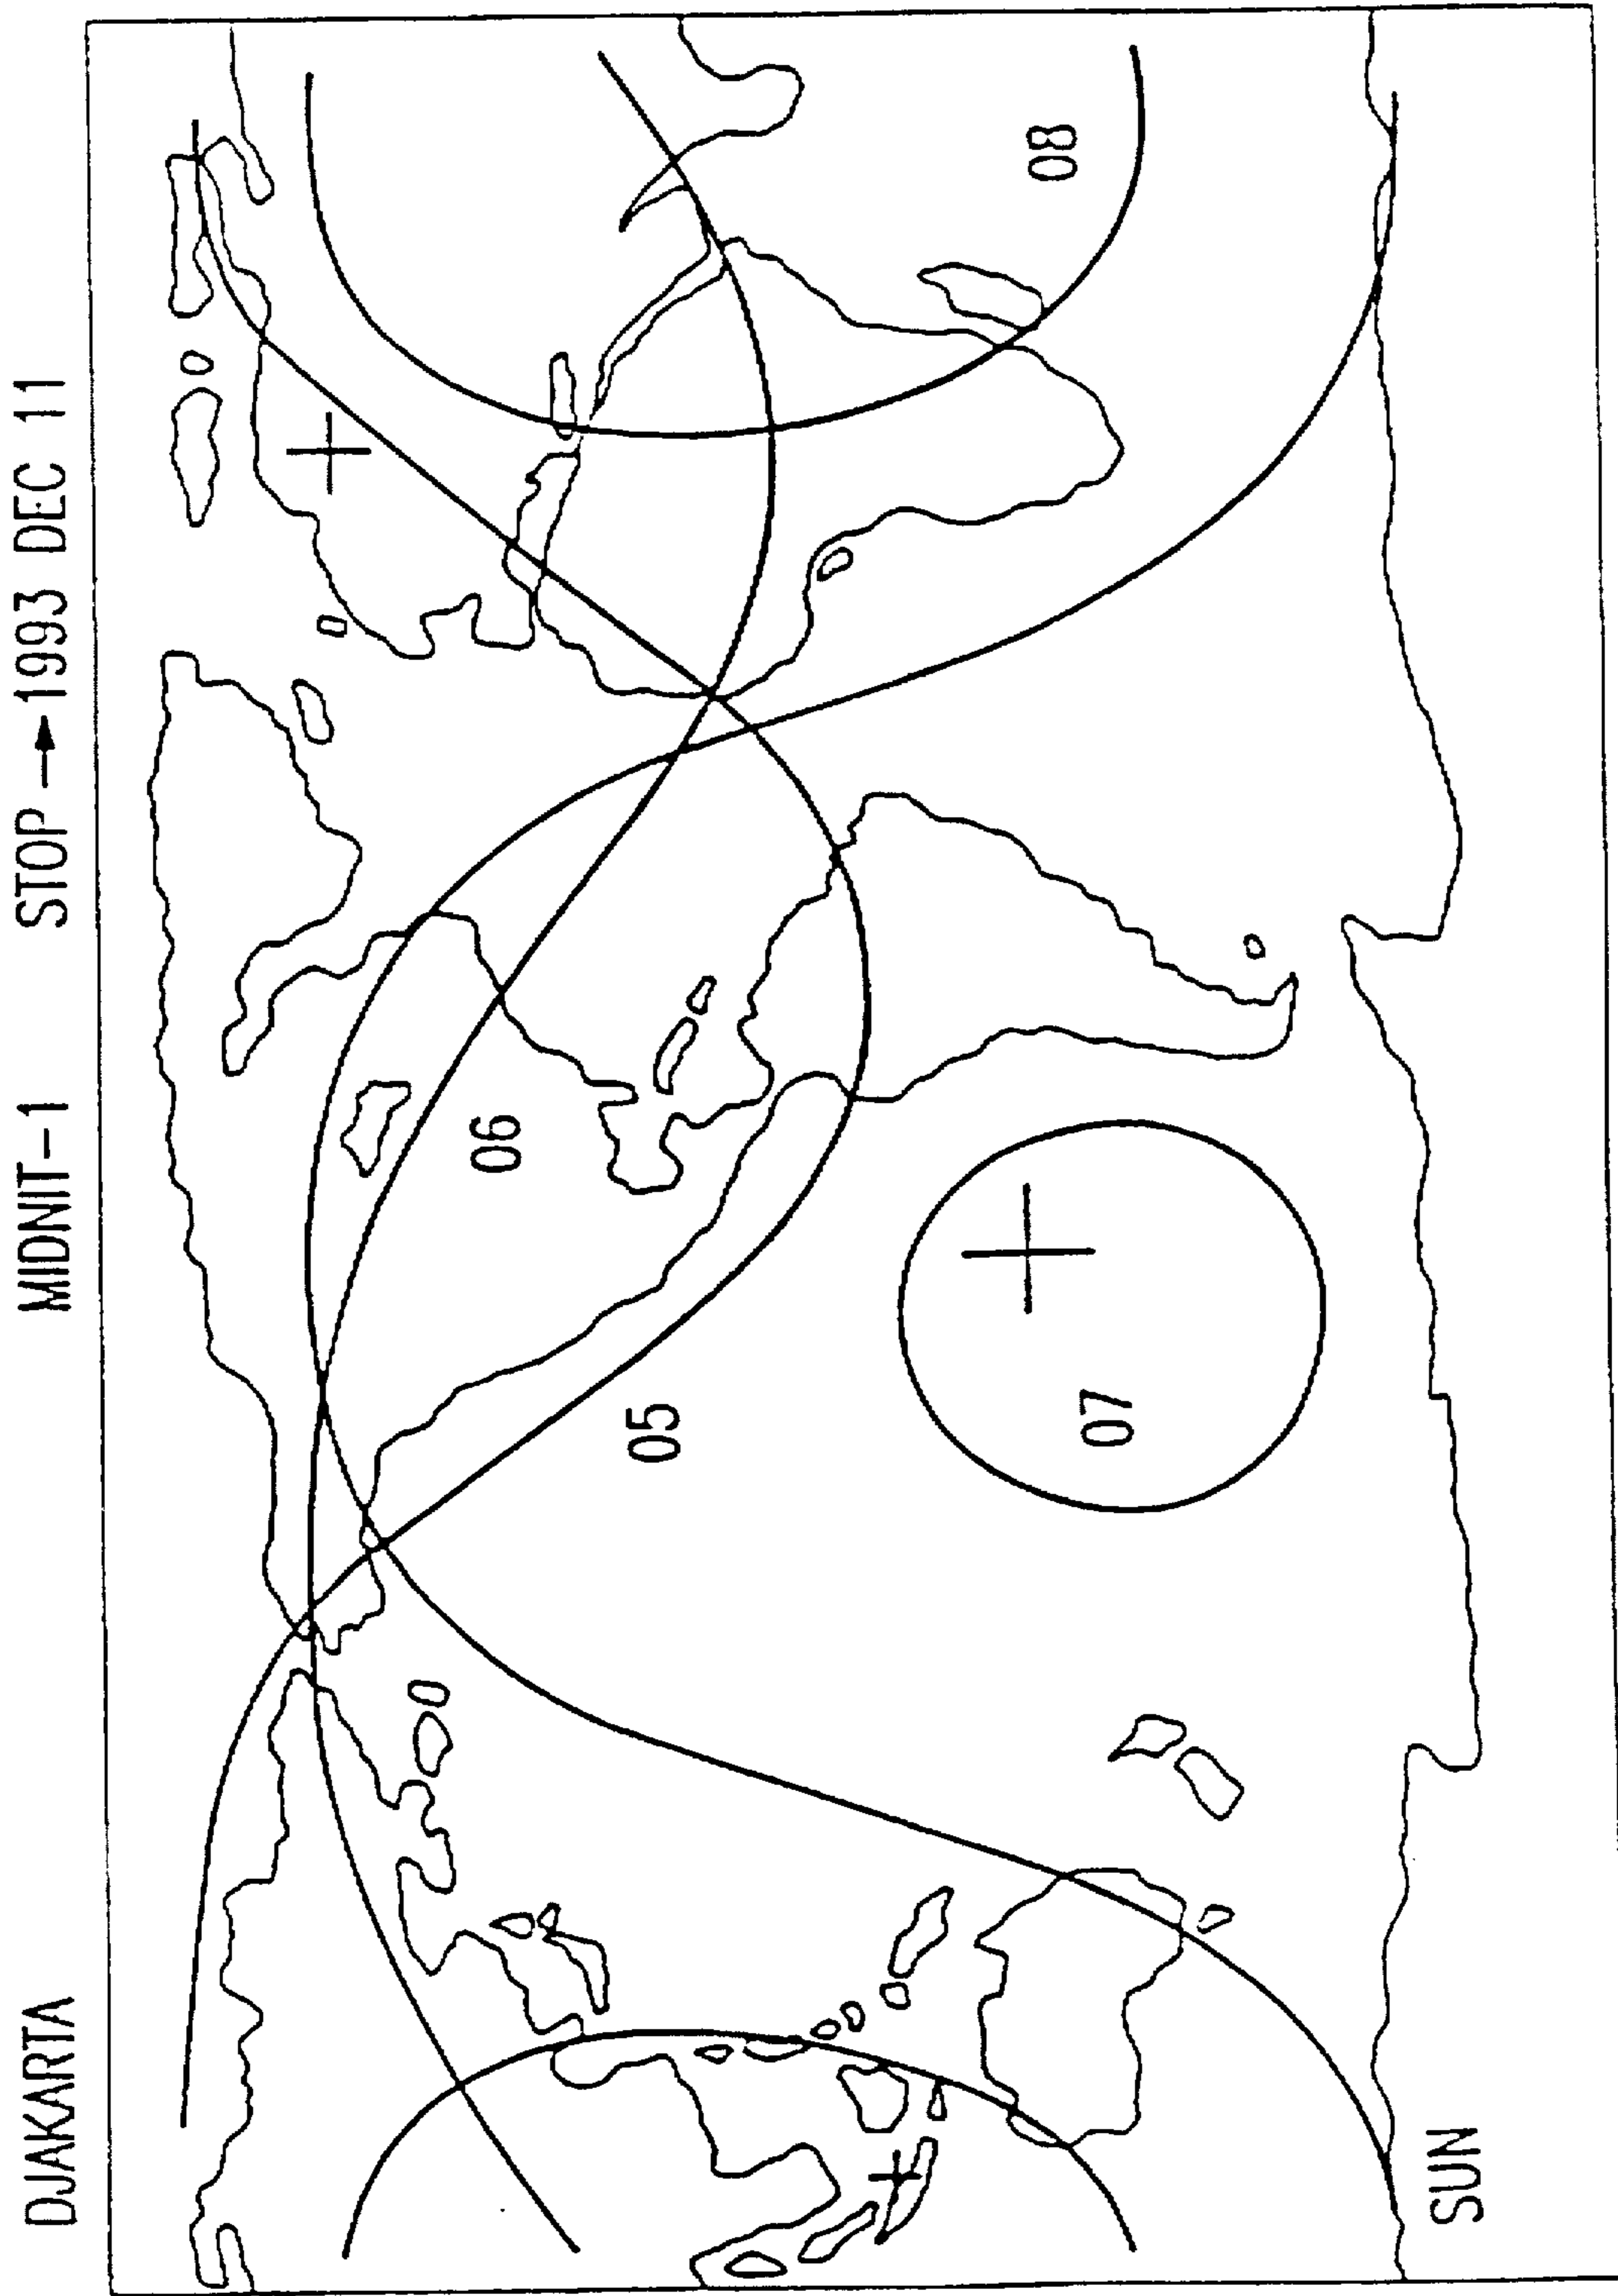 DJAKARTA MIDNIT-1 STOP→1993 DEC 11
06
05
07
08
SUN